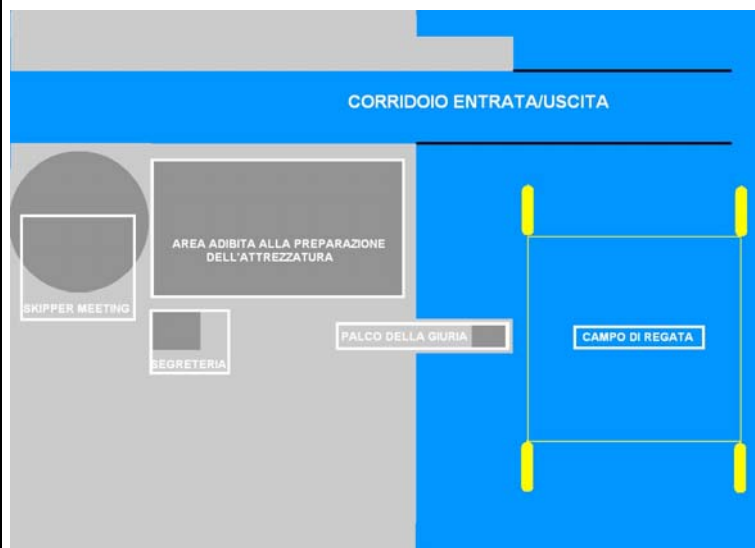 CORRIDOIO ENTRATA/USCITA
AREA ADIBITA ALLA PREPARAZIONE
DELL'ATTREZZATURA
SKIPPER MEETING
PALCO DELLA GIURIA
CAMPO DI REGATA
SEGRETERIA